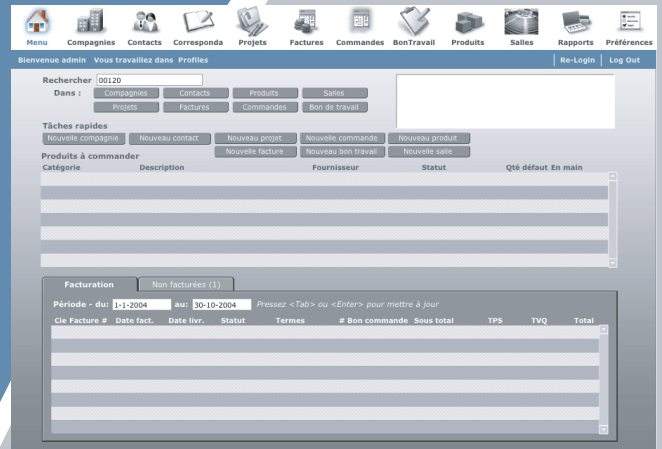 Menu Compagnies Contacts Corresponda Projets Factures Commandes BonTravail Produits Salles Rapports Préférences
Bienvenue admin Vous travaillez dans Profiles Re-Login Log Out
Rechercher 00120
Dans : Compagnies Contacts Produits Salles
Projets Factures Commandes Bon de travail
Tâches rapides
Nouvelle compagnie Nouveau contact Nouveau projet Nouvelle commande Nouveau produit
Nouvelle facture Nouveau bon travail Nouvelle salle
Produits à commander
Catégorie Description Fournisseur Statut Qté défaut En main
Facturation Non facturées (1)
Période - du: 1-1-2004 au: 30-10-2004 Pressez <Tab> ou <Enter> pour mettre à jour
Cie Facture # Date fact. Date livr. Statut Termes # Bon commande Sous total TPS TVQ Total